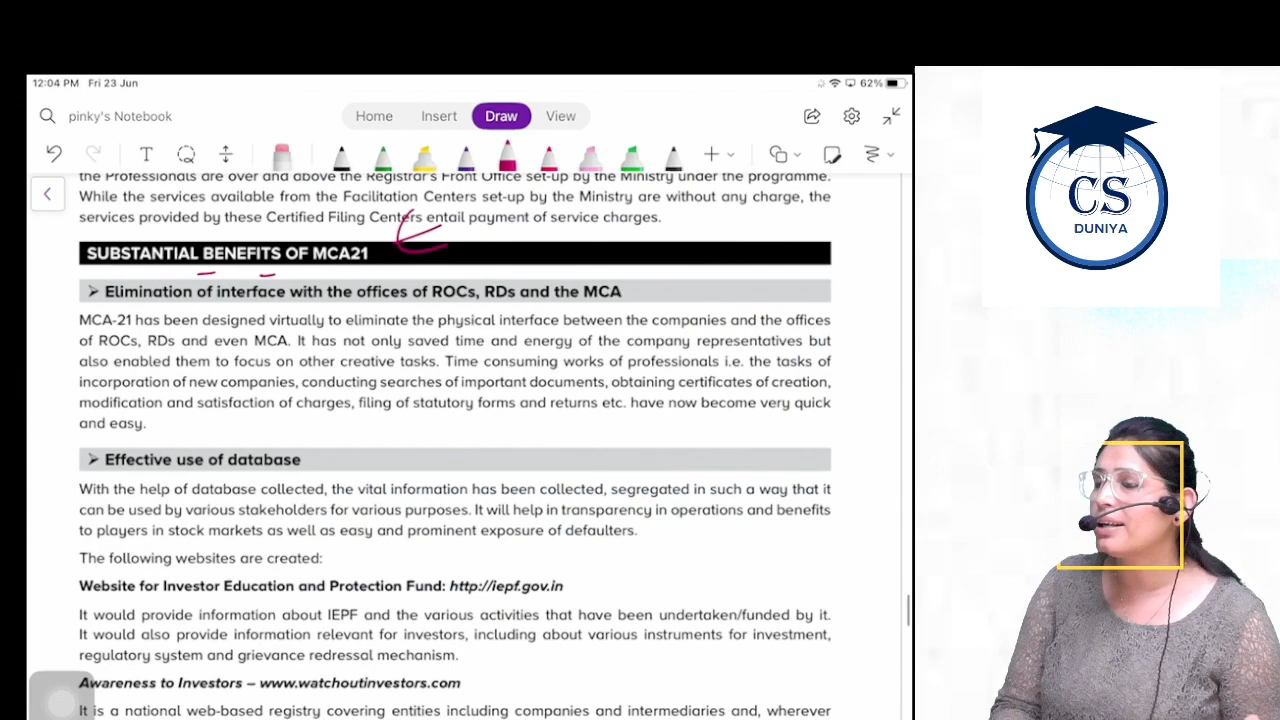 12:04 PM Fri 23 Jun
62%
pinky's Notebook
Home Insert Draw View
the Professionals are over and above the Registrar's Front Office set-up by the Ministry under the programme.
While the services available from the Facilitation Centers set-up by the Ministry are without any charge, the
services provided by these Certified Filing Centers entail payment of service charges.
SUBSTANTIAL BENEFITS OF MCA21
➢ Elimination of interface with the offices of ROCs, RDs and the MCA
MCA-21 has been designed virtually to eliminate the physical interface between the companies and the offices
of ROCs, RDs and even MCA. It has not only saved time and energy of the company representatives but
also enabled them to focus on other creative tasks. Time consuming works of professionals i.e. the tasks of
incorporation of new companies, conducting searches of important documents, obtaining certificates of creation,
modification and satisfaction of charges, filing of statutory forms and returns etc. have now become very quick
and easy.
➢ Effective use of database
With the help of database collected, the vital information has been collected, segregated in such a way that it
can be used by various stakeholders for various purposes. It will help in transparency in operations and benefits
to players in stock markets as well as easy and prominent exposure of defaulters.
The following websites are created:
Website for Investor Education and Protection Fund: http://iepf.gov.in
It would provide information about IEPF and the various activities that have been undertaken/funded by it.
It would also provide information relevant for investors, including about various instruments for investment,
regulatory system and grievance redressal mechanism.
Awareness to Investors – www.watchoutinvestors.com
It is a national web-based registry covering entities including companies and intermediaries and, wherever
CS
DUNIYA